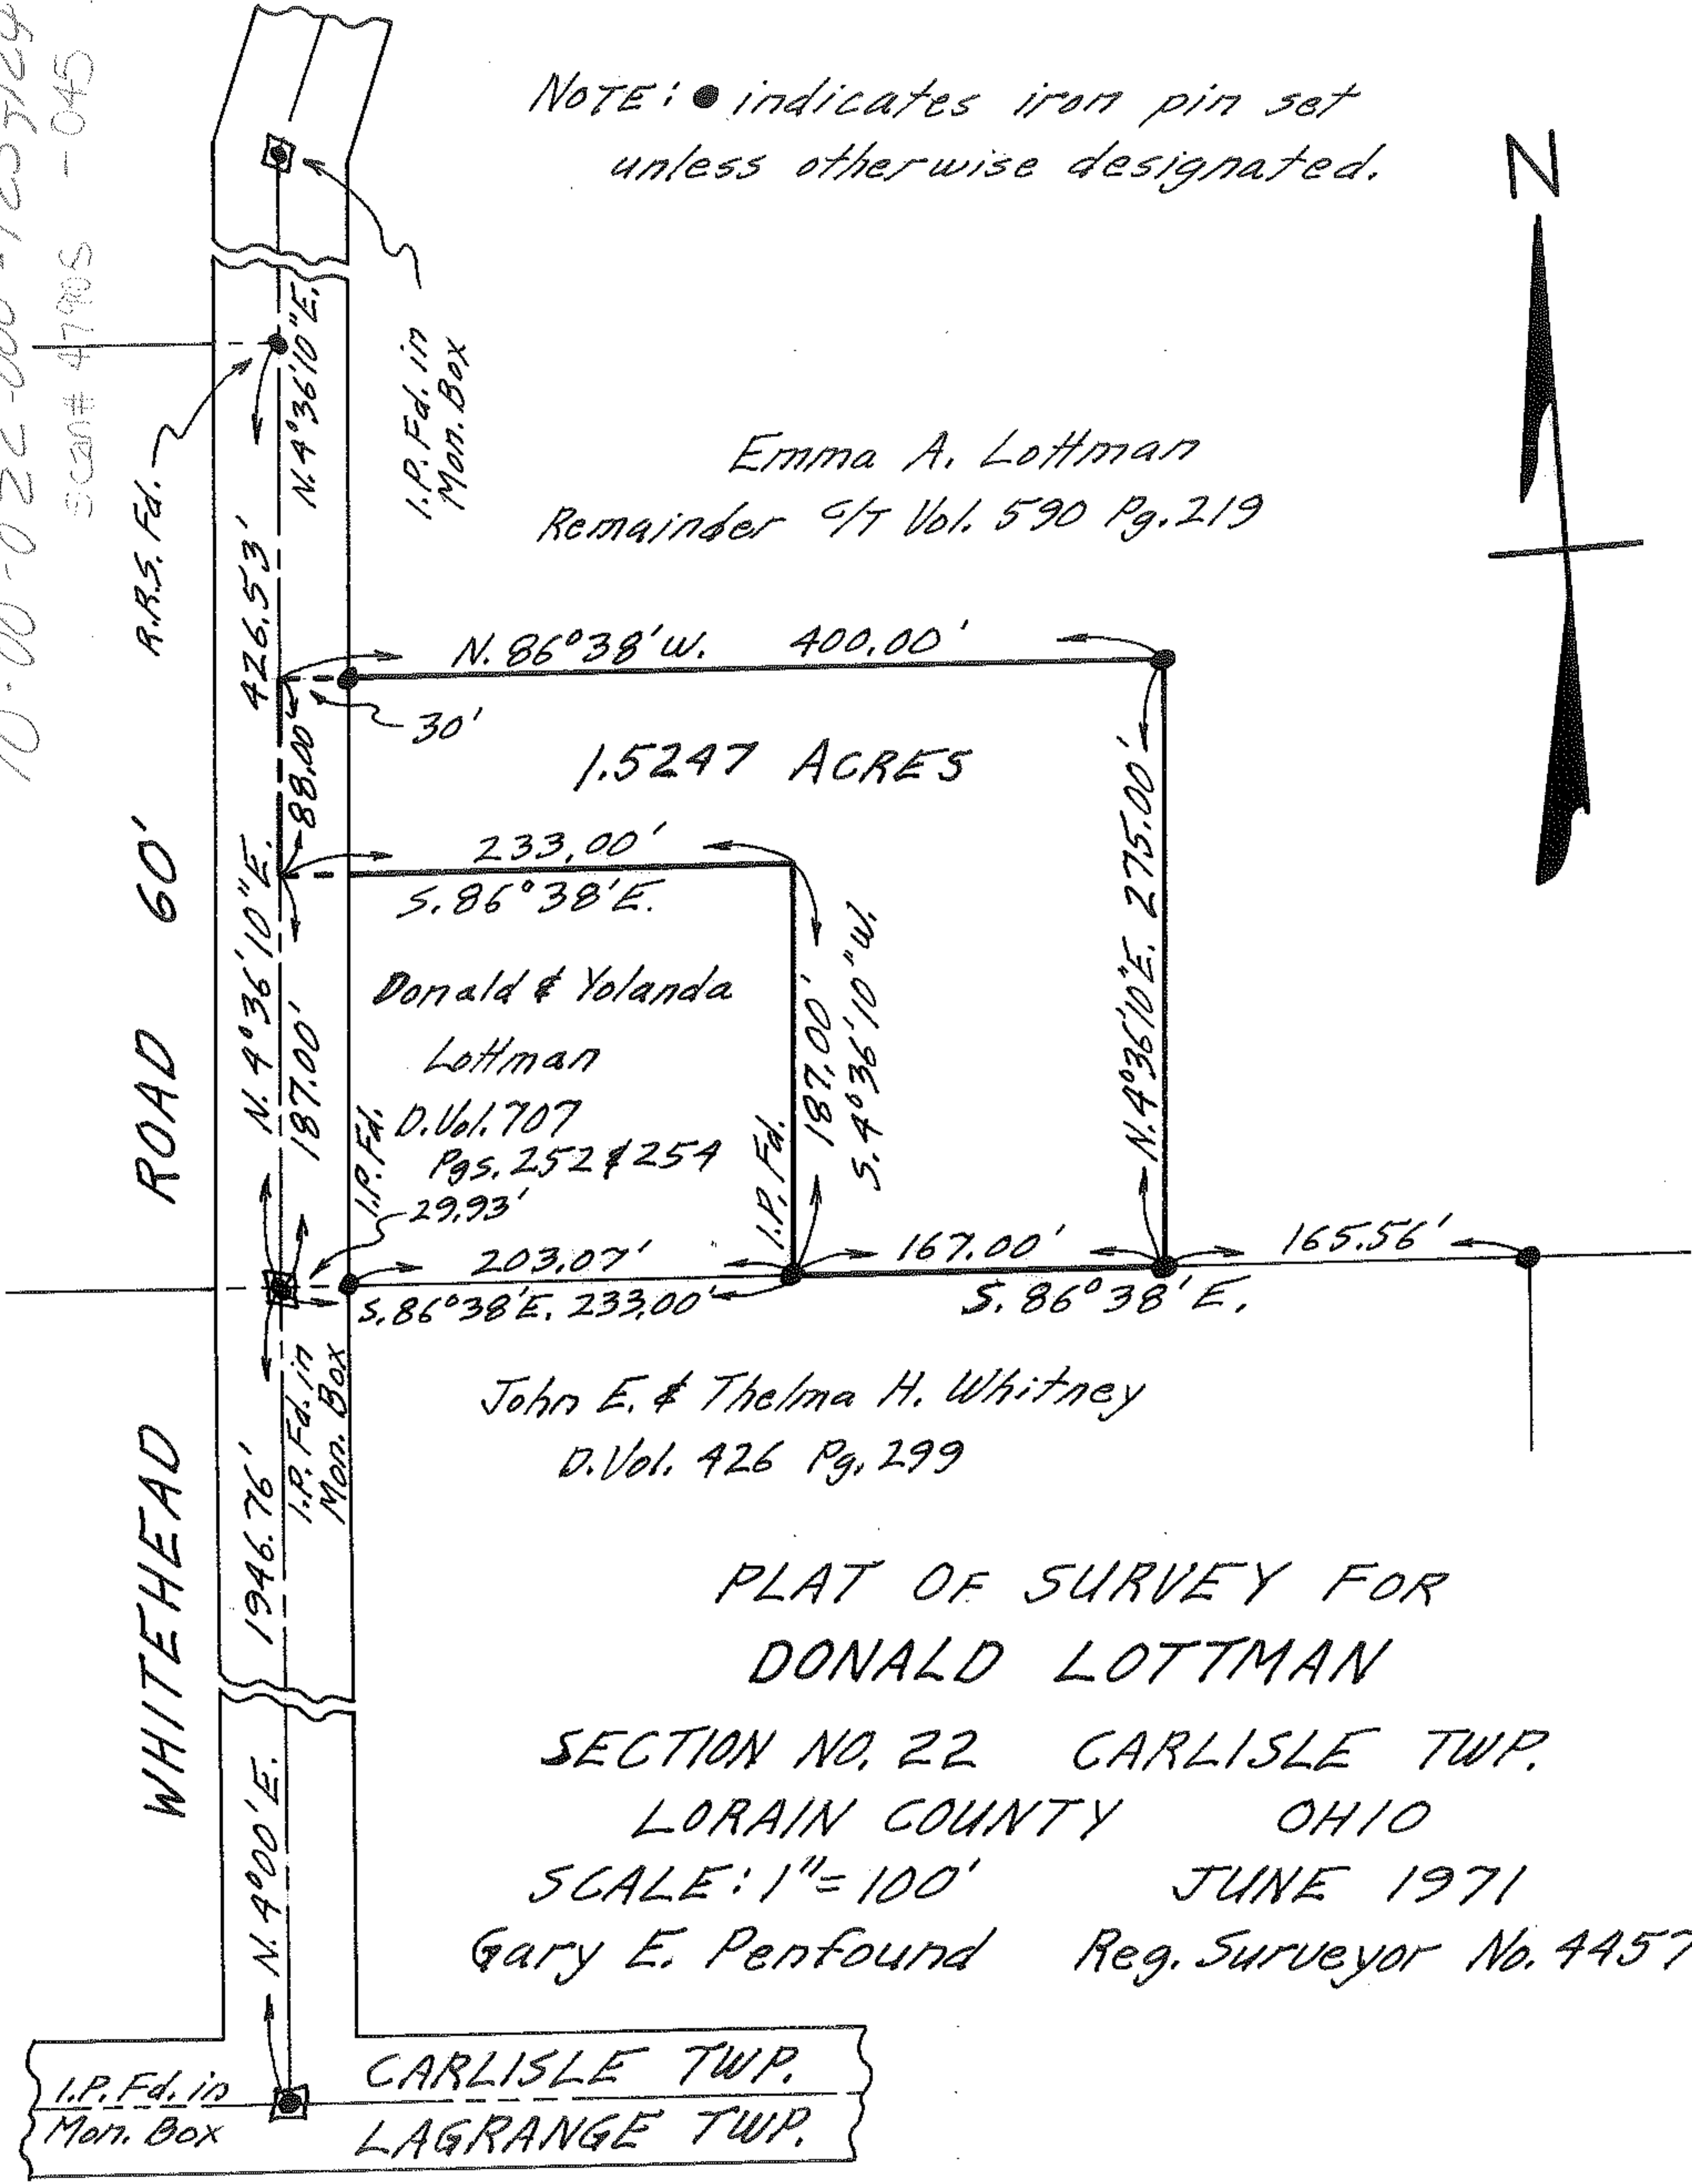 Scan# 4790S -045
NOTE: ● indicates iron pin set
unless otherwise designated.
N
I.P. Fd. in
Mon. Box
R.R.S. Fd.
N. 4°36'10"E.
426.53'
Emma A. Lottman
Remainder C/T Vol. 590 Pg. 219
N. 86°38' W. 400.00'
30'
88.00'
1.5247 ACRES
N. 4°36'10"E. 275.00'
233.00'
S. 86°38' E.
187.00'
S. 4°36'10"W.
N. 4°36'10"E.
187.00'
Donald & Yolanda
Lottman
D. Vol. 707
Pgs. 252 & 254
I.P. Fd.
I.P. Fd.
29.93'
203.07'
S. 86°38' E. 233.00'
167.00'
S. 86°38' E.
165.56'
I.P. Fd. in
Mon. Box
John E. & Thelma H. Whitney
D. Vol. 426 Pg. 299
1946.76'
N. 4°00' E.
WHITEHEAD ROAD 60'
PLAT OF SURVEY FOR
DONALD LOTTMAN
SECTION NO. 22 CARLISLE TWP.
LORAIN COUNTY OHIO
SCALE: 1"= 100' JUNE 1971
Gary E. Penfound Reg. Surveyor No. 4457
I.P. Fd. in
Mon. Box
CARLISLE TWP.
LAGRANGE TWP.